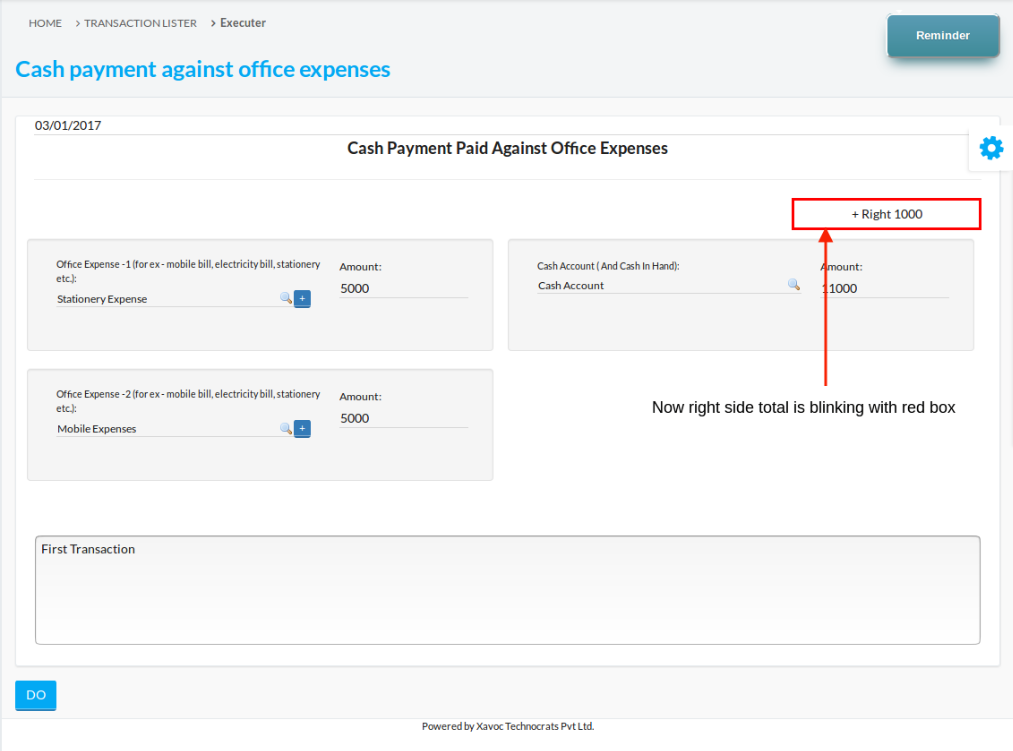 HOME > TRANSACTION LISTER > Executer
Reminder
Cash payment against office expenses
03/01/2017
Cash Payment Paid Against Office Expenses
+ Right 1000
Office Expense -1 (for ex - mobile bill, electricity bill, stationery
etc.):
Amount:
Stationery Expense
+
5000
Cash Account ( And Cash In Hand):
Amount:
Cash Account
11000
Office Expense -2 (for ex - mobile bill, electricity bill, stationery
etc.):
Amount:
Mobile Expenses
+
5000
Now right side total is blinking with red box
First Transaction
DO
Powered by Xavoc Technocrats Pvt Ltd.